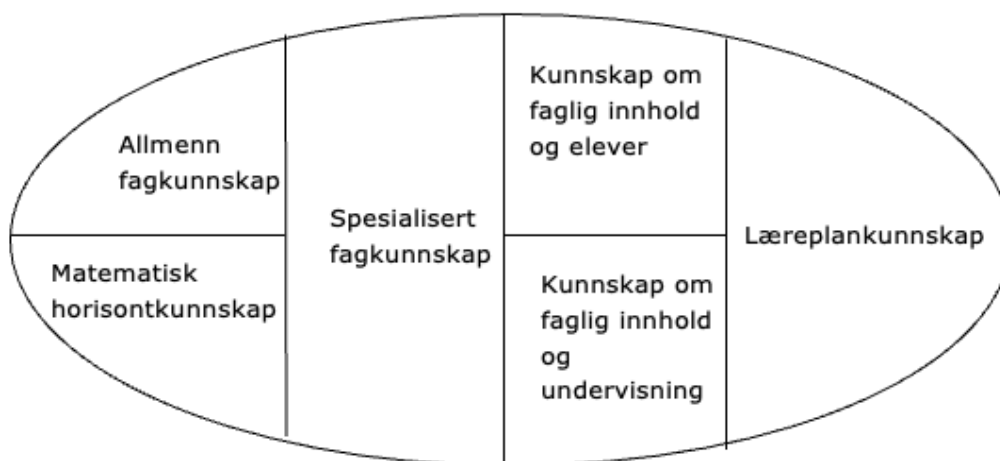 Allmenn
fagkunnskap
Matematisk
horisontkunnskap
Spesialisert
fagkunnskap
Kunnskap om
faglig innhold
og elever
Kunnskap om
faglig innhold
og
undervisning
Læreplankunnskap